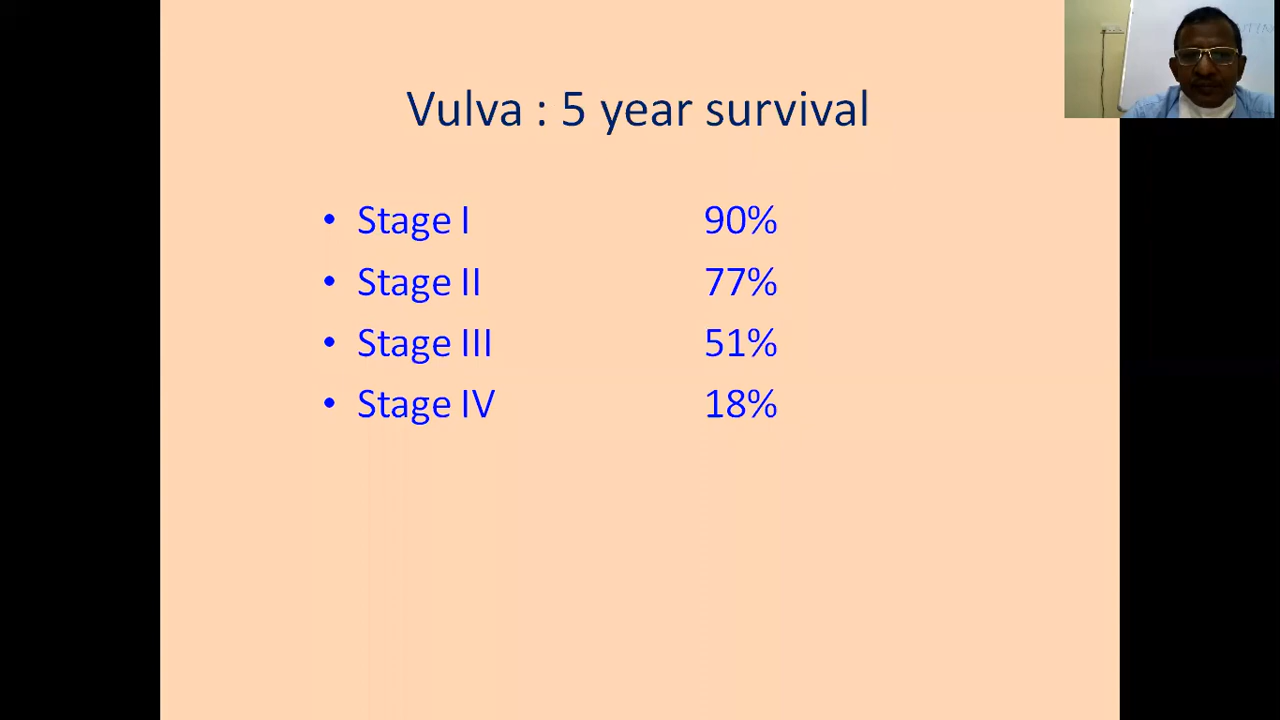 Vulva : 5 year survival
• Stage I 90%
• Stage II 77%
• Stage III 51%
• Stage IV 18%